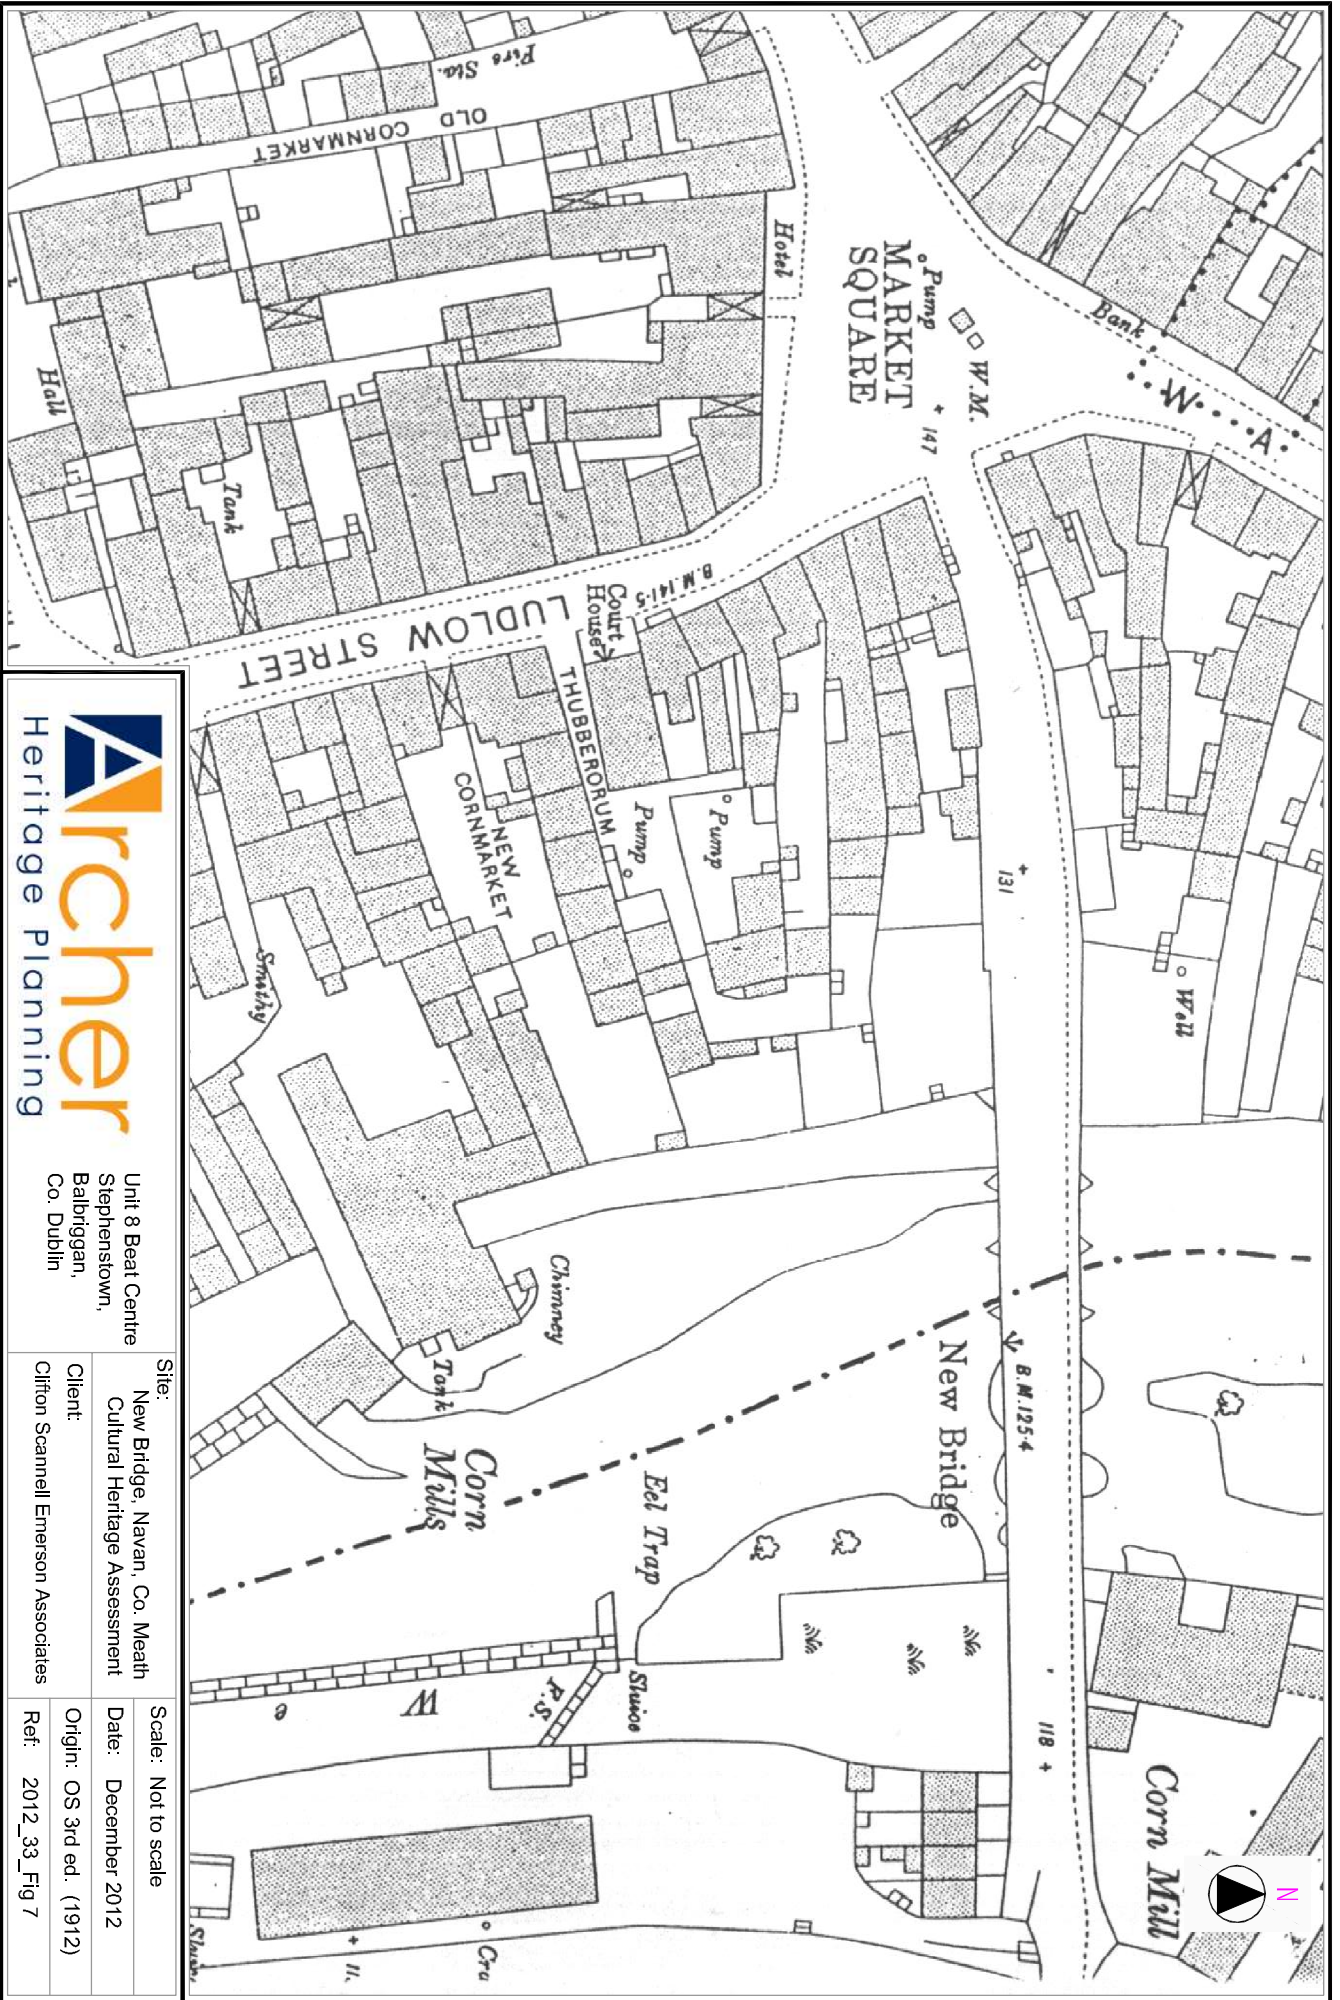 Fire Sta.
OLD CORNMARKET
Hotel
MARKET
SQUARE
Pump
W.M.
147
Bank
W
A
Hall
Tank
LUDLOW STREET
B.M.141·5
Court
House
THUBBERORUM
NEW
CORNMARKET
Pump
Pump
131
Well
Smithy
Chimney
Tank
Corn
Mills
New Bridge
B.M.125·4
Eel Trap
Sluice
F.S.
W e
118
Corn Mill
N
11.
Archer
Heritage Planning
Unit 8 Beat Centre
Stephenstown,
Balbriggan,
Co. Dublin
Site:
New Bridge, Navan, Co. Meath
Cultural Heritage Assessment
Client:
Clifton Scannell Emerson Associates
Scale: Not to scale
Date: December 2012
Origin: OS 3rd ed. (1912)
Ref: 2012_33_Fig 7